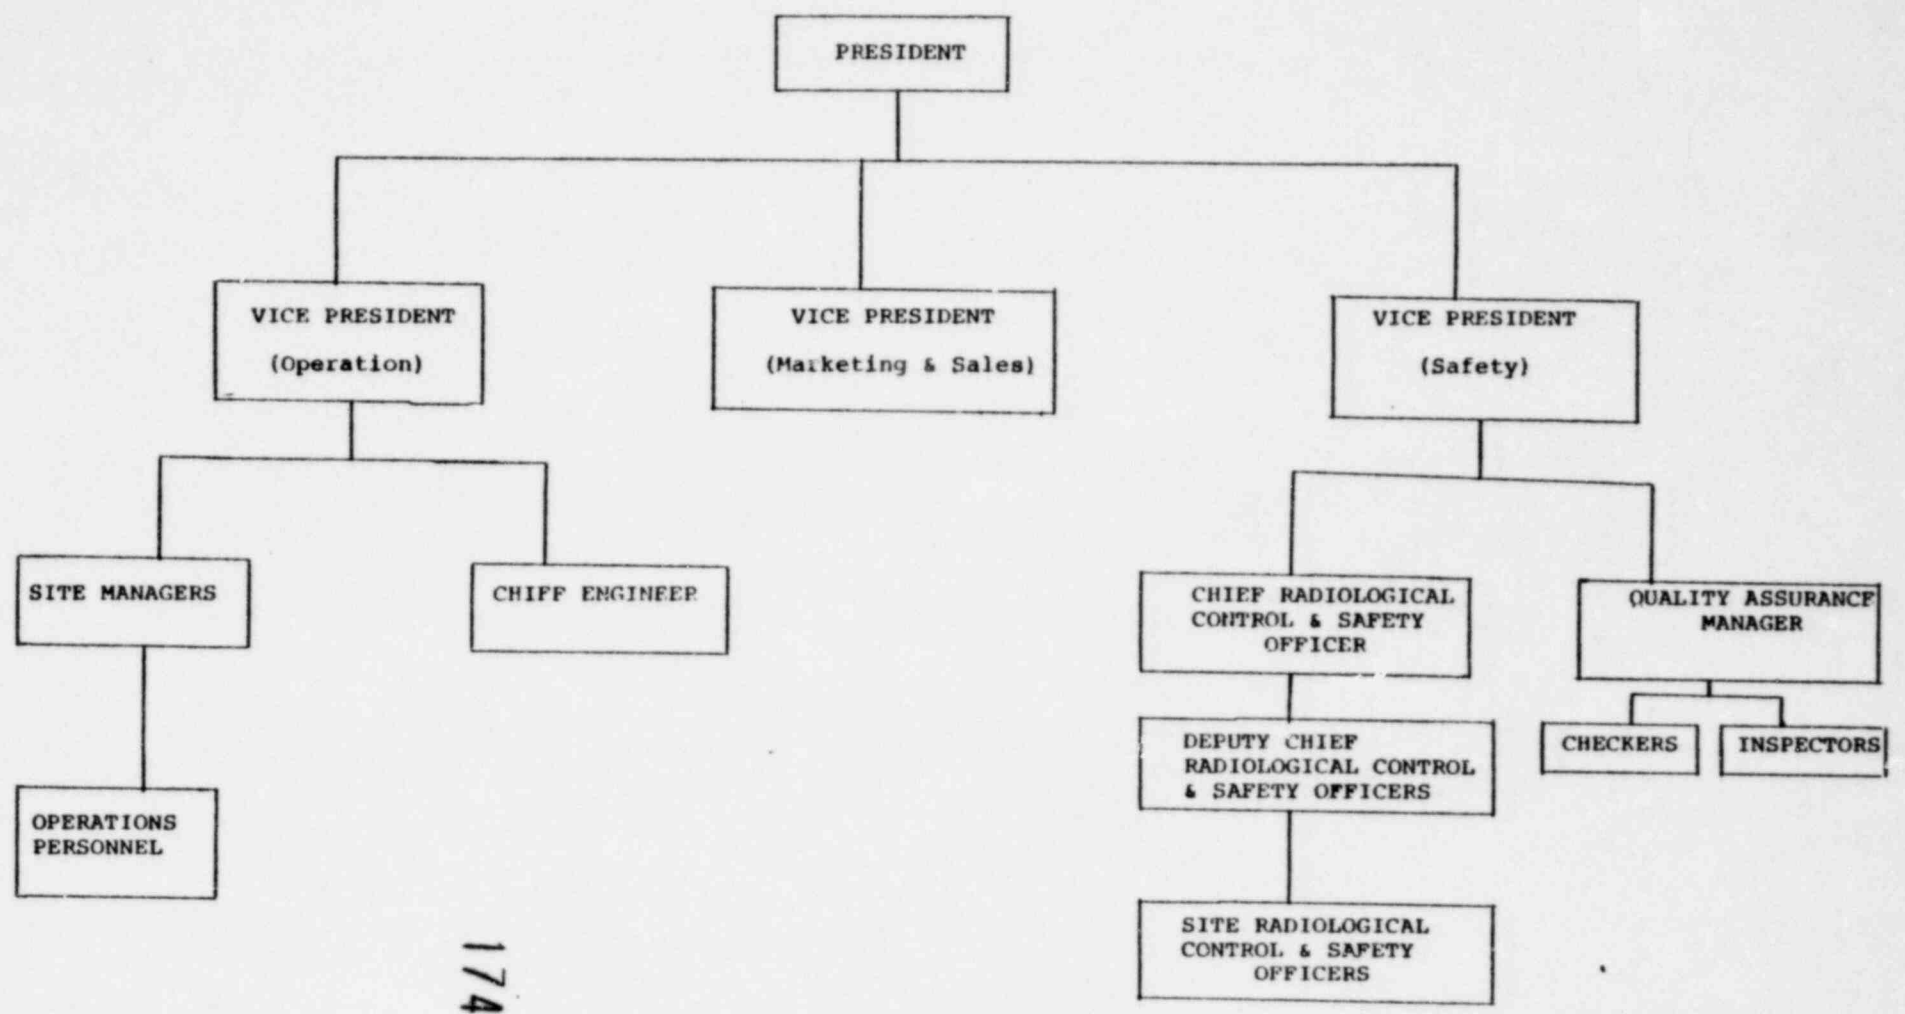 PRESIDENT
VICE PRESIDENT
(Operation)
VICE PRESIDENT
(Marketing & Sales)
VICE PRESIDENT
(Safety)
SITE MANAGERS
CHIFF ENGINEER
CHIEF RADIOLOGICAL
CONTROL & SAFETY
OFFICER
QUALITY ASSURANCE
MANAGER
DEPUTY CHIEF
RADIOLOGICAL CONTROL
& SAFETY OFFICERS
CHECKERS
INSPECTORS
OPERATIONS
PERSONNEL
SITE RADIOLOGICAL
CONTROL & SAFETY
OFFICERS
174